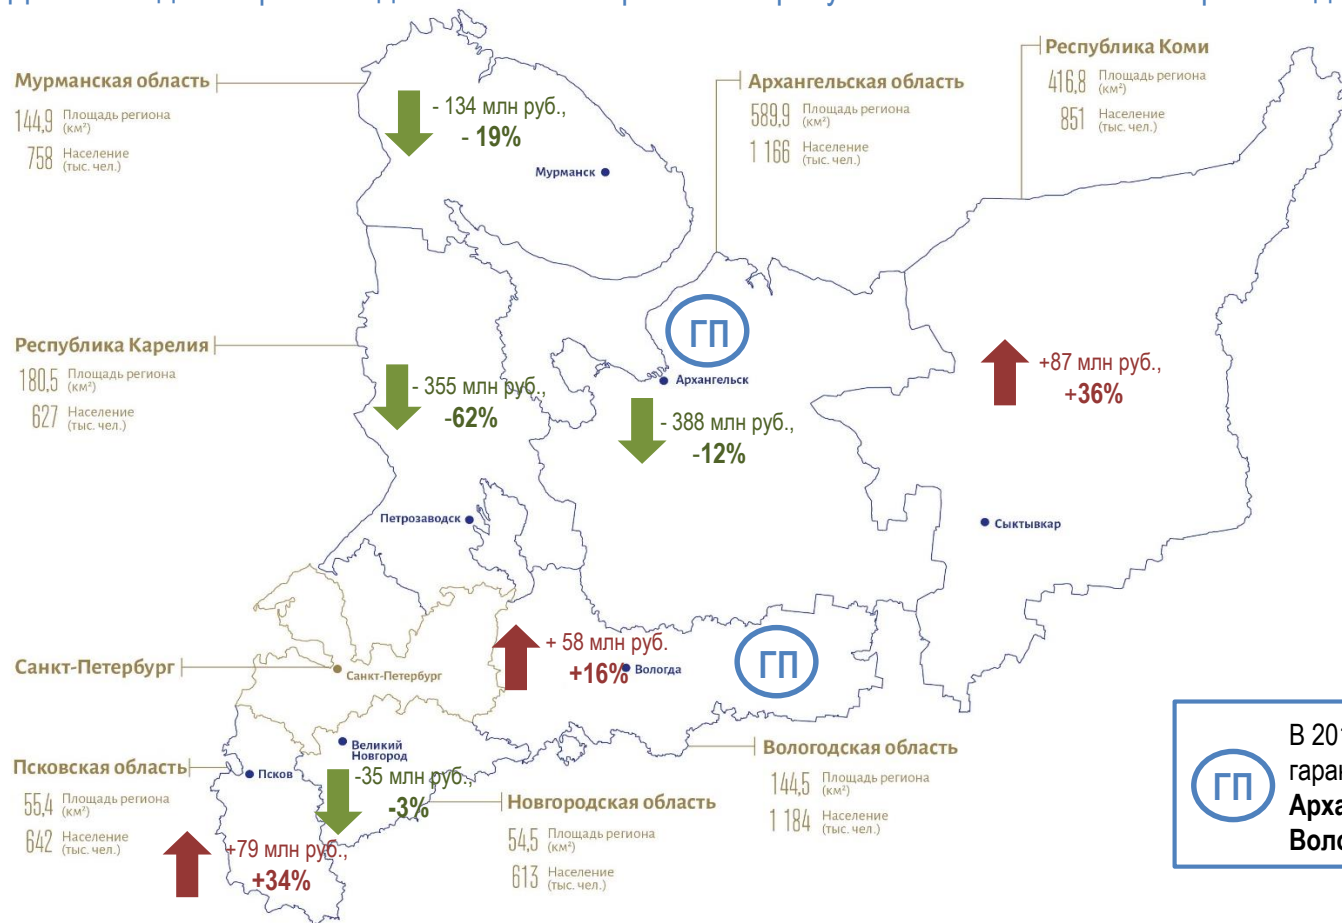 Мурманская область
144,9 Площадь региона
(км²)
758 Население
(тыс. чел.)
- 134 млн руб.,
- 19%
Мурманск
Архангельская область
589,9 Площадь региона
(км²)
1 166 Население
(тыс. чел.)
Республика Коми
416,8 Площадь региона
(км²)
851 Население
(тыс. чел.)
Республика Карелия
180,5 Площадь региона
(км²)
627 Население
(тыс. чел.)
- 355 млн руб.,
-62%
ГП
Архангельск
- 388 млн руб.,
-12%
+87 млн руб.,
+36%
Петрозаводск
Сыктывкар
Санкт-Петербург
Санкт-Петербург
+ 58 млн руб.
+16%
Вологда
ГП
Псковская область
55,4 Площадь региона
(км²)
642 Население
(тыс. чел.)
Псков
Великий
Новгород
-35 млн руб.,
-3%
+79 млн руб.,
+34%
Новгородская область
54,5 Площадь региона
(км²)
613 Население
(тыс. чел.)
Вологодская область
144,5 Площадь региона
(км²)
1 184 Население
(тыс. чел.)
ГП
В 20
гаран
Арха
Воло